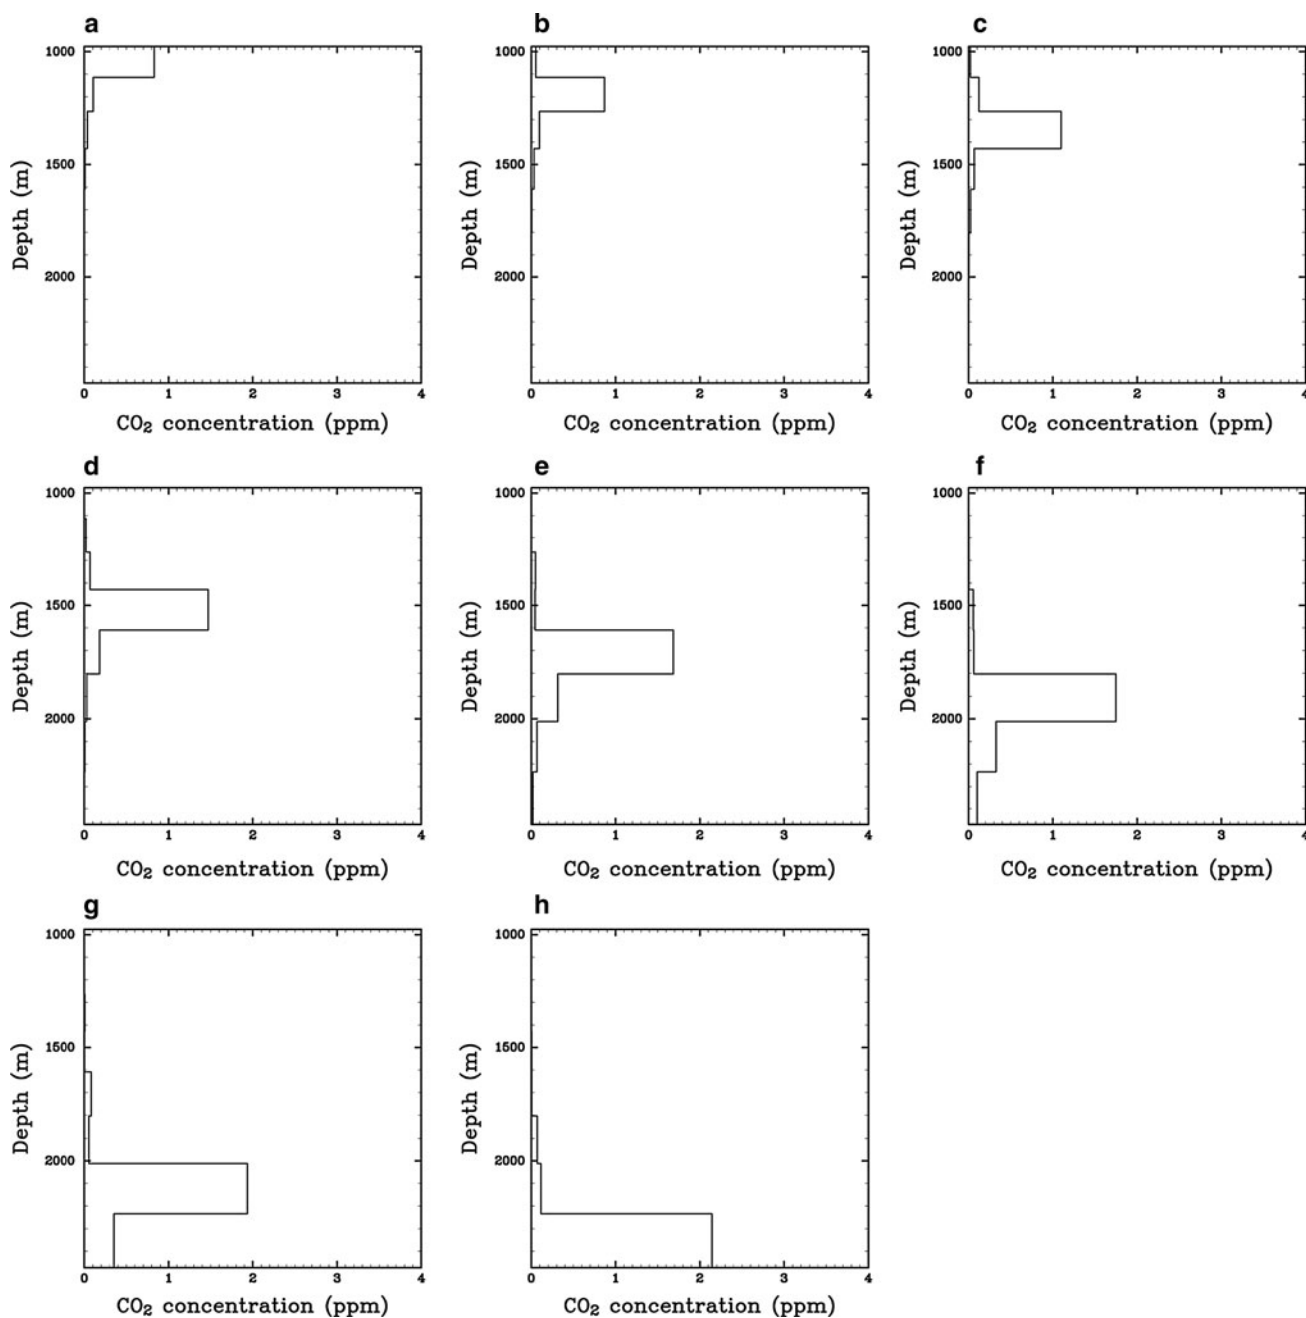 a
1000
1500
2000
Depth (m)
0 1 2 3 4
CO₂ concentration (ppm)
b
1000
1500
2000
Depth (m)
0 1 2 3 4
CO₂ concentration (ppm)
c
1000
1500
2000
Depth (m)
0 1 2 3 4
CO₂ concentration (ppm)
d
1000
1500
2000
Depth (m)
0 1 2 3 4
CO₂ concentration (ppm)
e
1000
1500
2000
Depth (m)
0 1 2 3 4
CO₂ concentration (ppm)
f
1000
1500
2000
Depth (m)
0 1 2 3 4
CO₂ concentration (ppm)
g
1000
1500
2000
Depth (m)
0 1 2 3 4
CO₂ concentration (ppm)
h
1000
1500
2000
Depth (m)
0 1 2 3 4
CO₂ concentration (ppm)